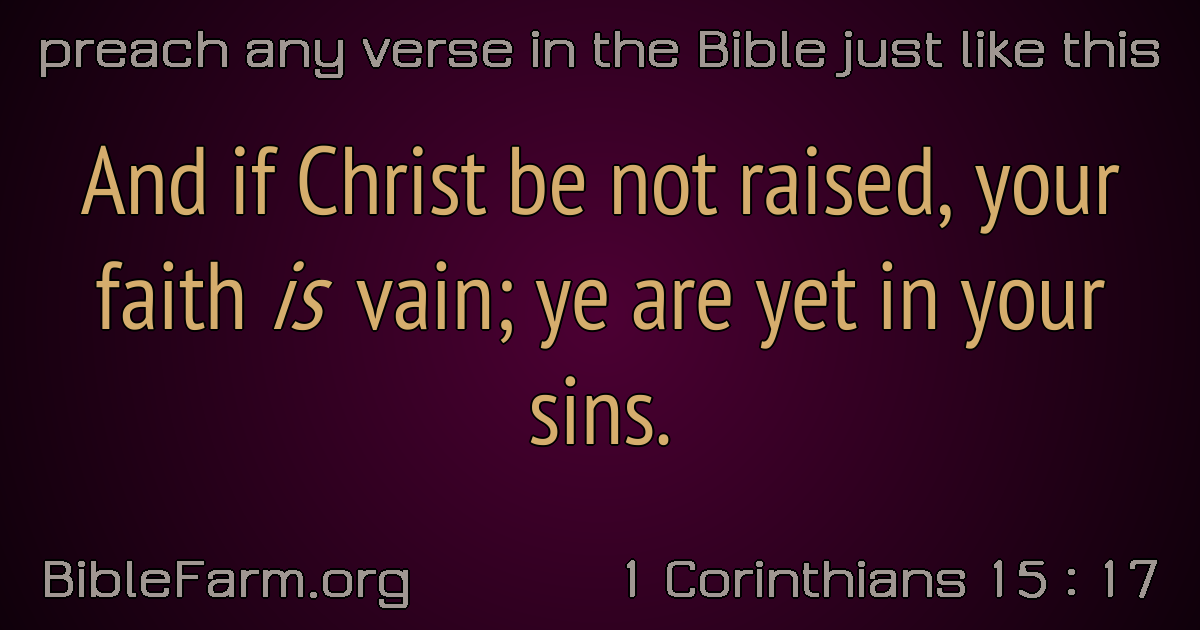 preach any verse in the Bible just like this
And if Christ be not raised, your
faith is vain; ye are yet in your
sins.
BibleFarm.org
1 Corinthians 15 : 17